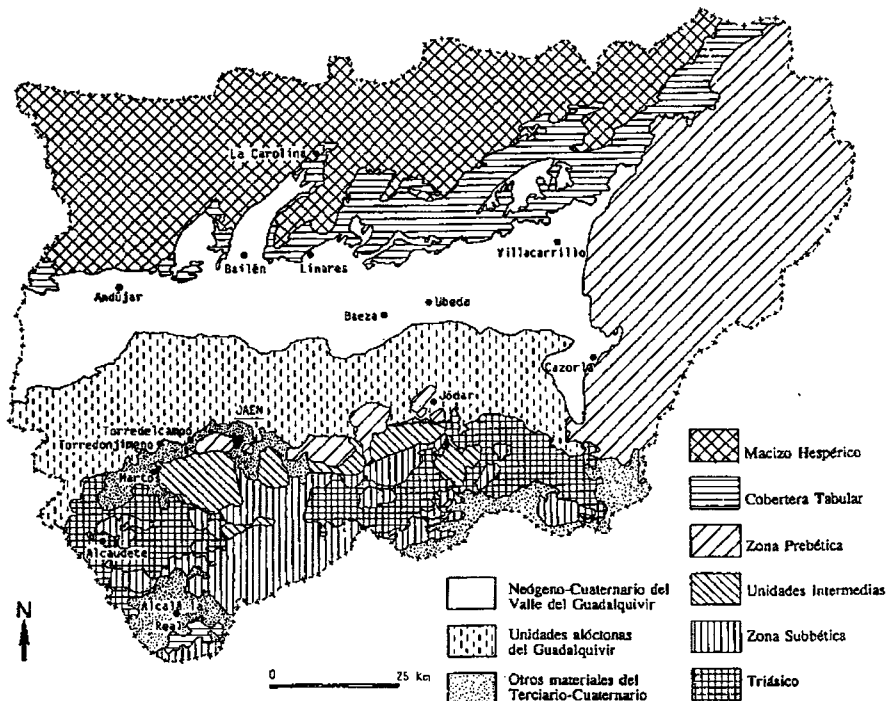 La Carolina
Villacarrillo
Bailén
Linares
Andújar
Baeza
Ubeda
Cazorla
Jódar
JAEN
Torredelcampo
Torredonjimeno
Martos
Alcaudete
Alcalá la
Real
N
0 25 km
Neógeno-Cuaternario del
Valle del Guadalquivir
Unidades alóctonas
del Guadalquivir
Otros materiales del
Terciario-Cuaternario
Macizo Hespérico
Cobertera Tabular
Zona Prebética
Unidades Intermedias
Zona Subbética
Triásico